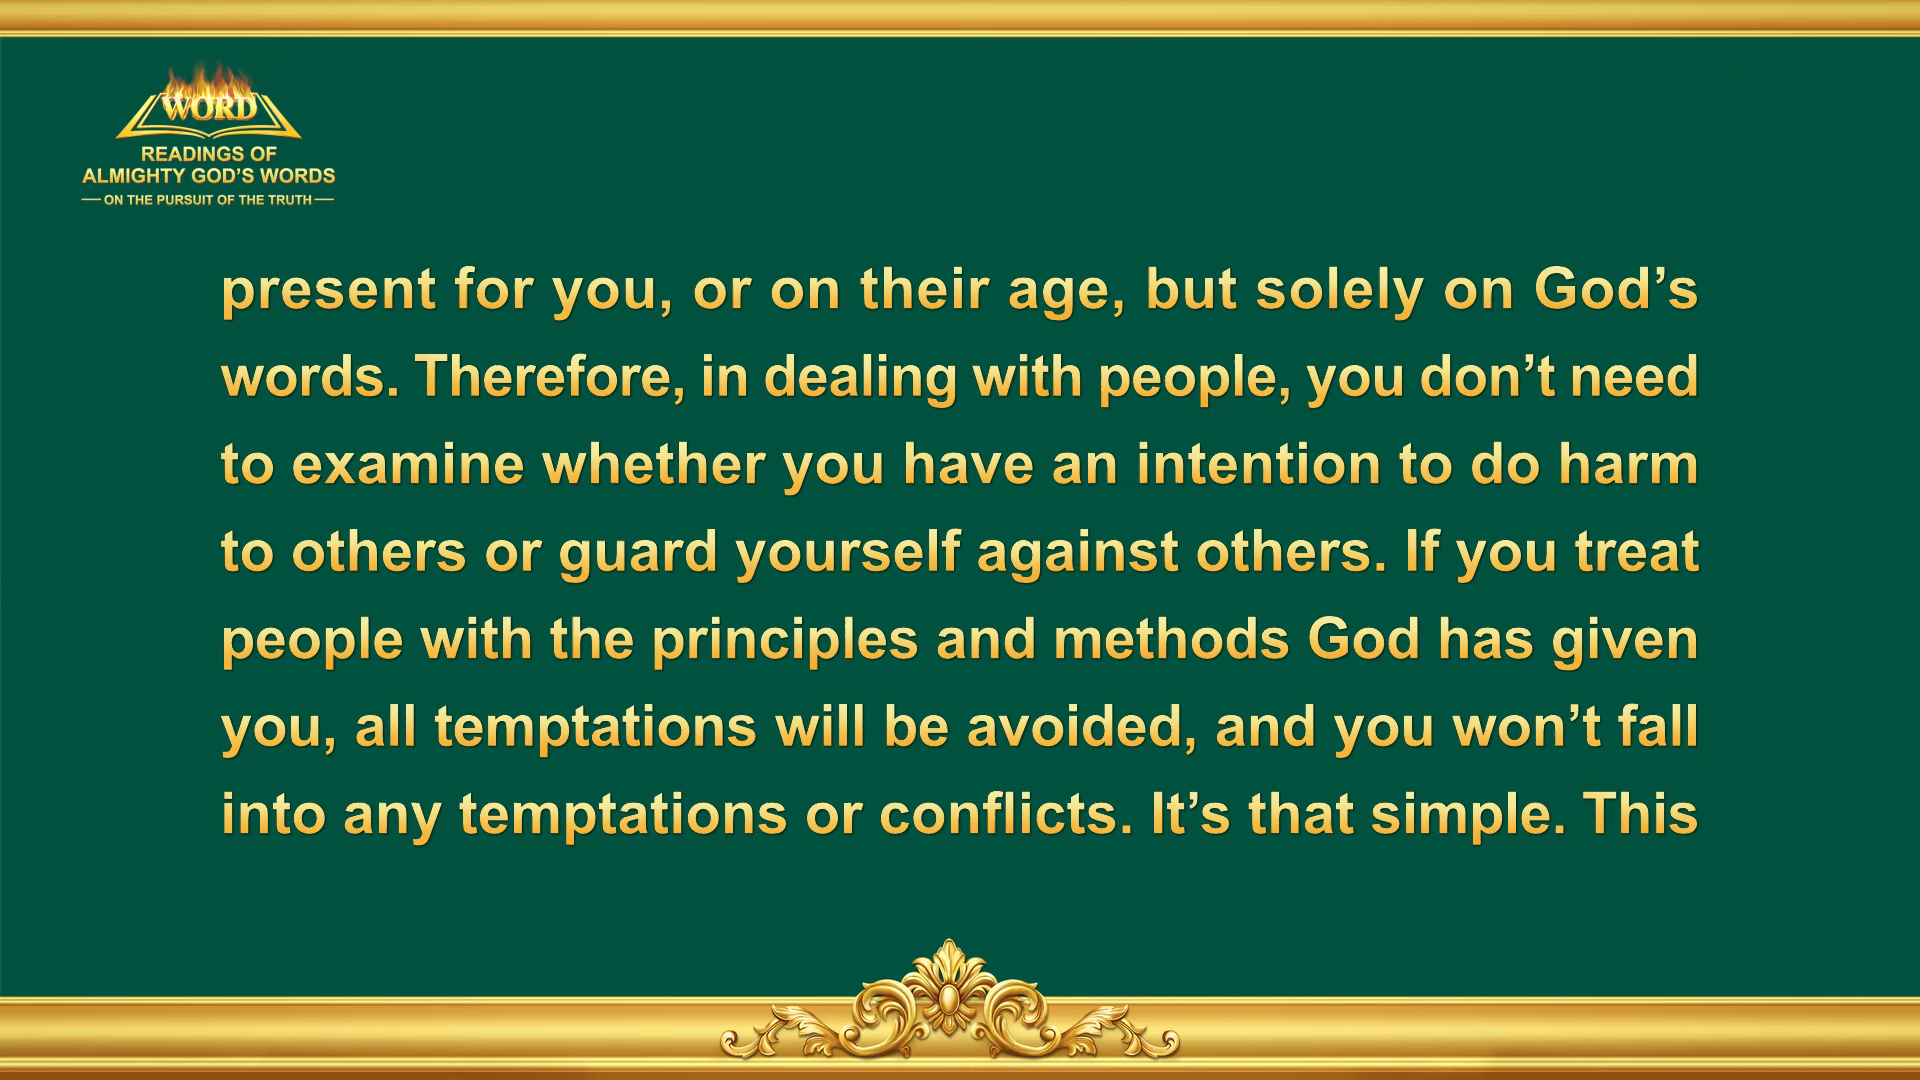 WORD
READINGS OF
ALMIGHTY GOD’S WORDS
— ON THE PURSUIT OF THE TRUTH —
present for you, or on their age, but solely on God’s
words. Therefore, in dealing with people, you don’t need
to examine whether you have an intention to do harm
to others or guard yourself against others. If you treat
people with the principles and methods God has given
you, all temptations will be avoided, and you won’t fall
into any temptations or conflicts. It’s that simple. This